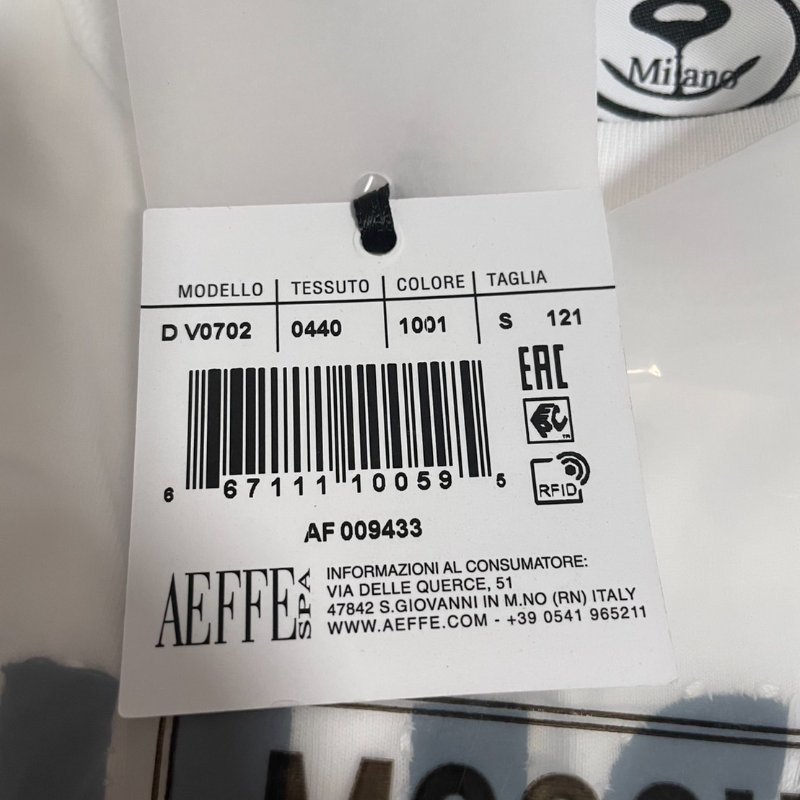 Milano
MODELLO TESSUTO COLORE TAGLIA
D V0702 0440 1001 S 121
EAC
RFID
6 67111 10059 5
AF 009433
AEFFE SPA
INFORMAZIONI AL CONSUMATORE:
VIA DELLE QUERCE, 51
47842 S.GIOVANNI IN M.NO (RN) ITALY
WWW.AEFFE.COM - +39 0541 965211